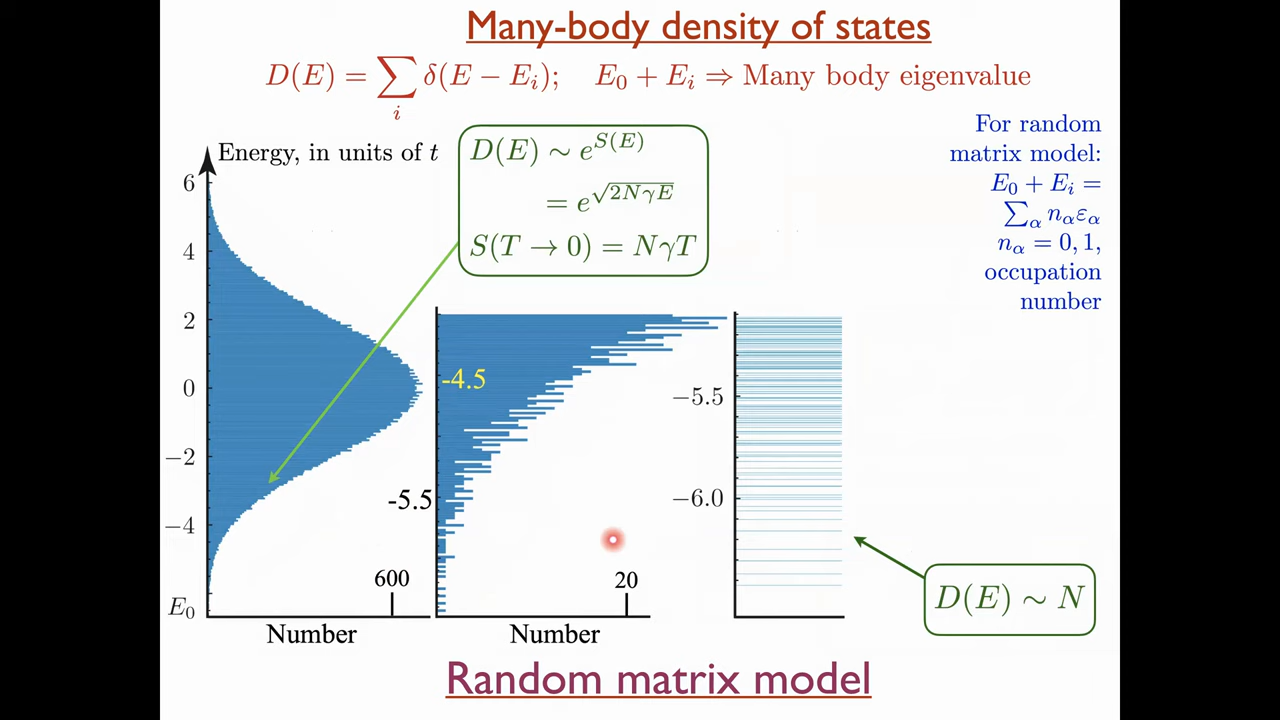 Many-body density of states
D(E) = ∑_i δ(E − E_i);   E_0 + E_i ⇒ Many body eigenvalue
For random
matrix model:
E_0 + E_i =
∑_α n_α ε_α
n_α = 0, 1,
occupation
number
Energy, in units of t
D(E) ∼ e^{S(E)}
= e^{√(2NγE)}
S(T → 0) = NγT
6
4
2
0
−2
−4
E_0
600
Number
-4.5
-5.5
20
Number
−5.5
−6.0
D(E) ∼ N
Random matrix model